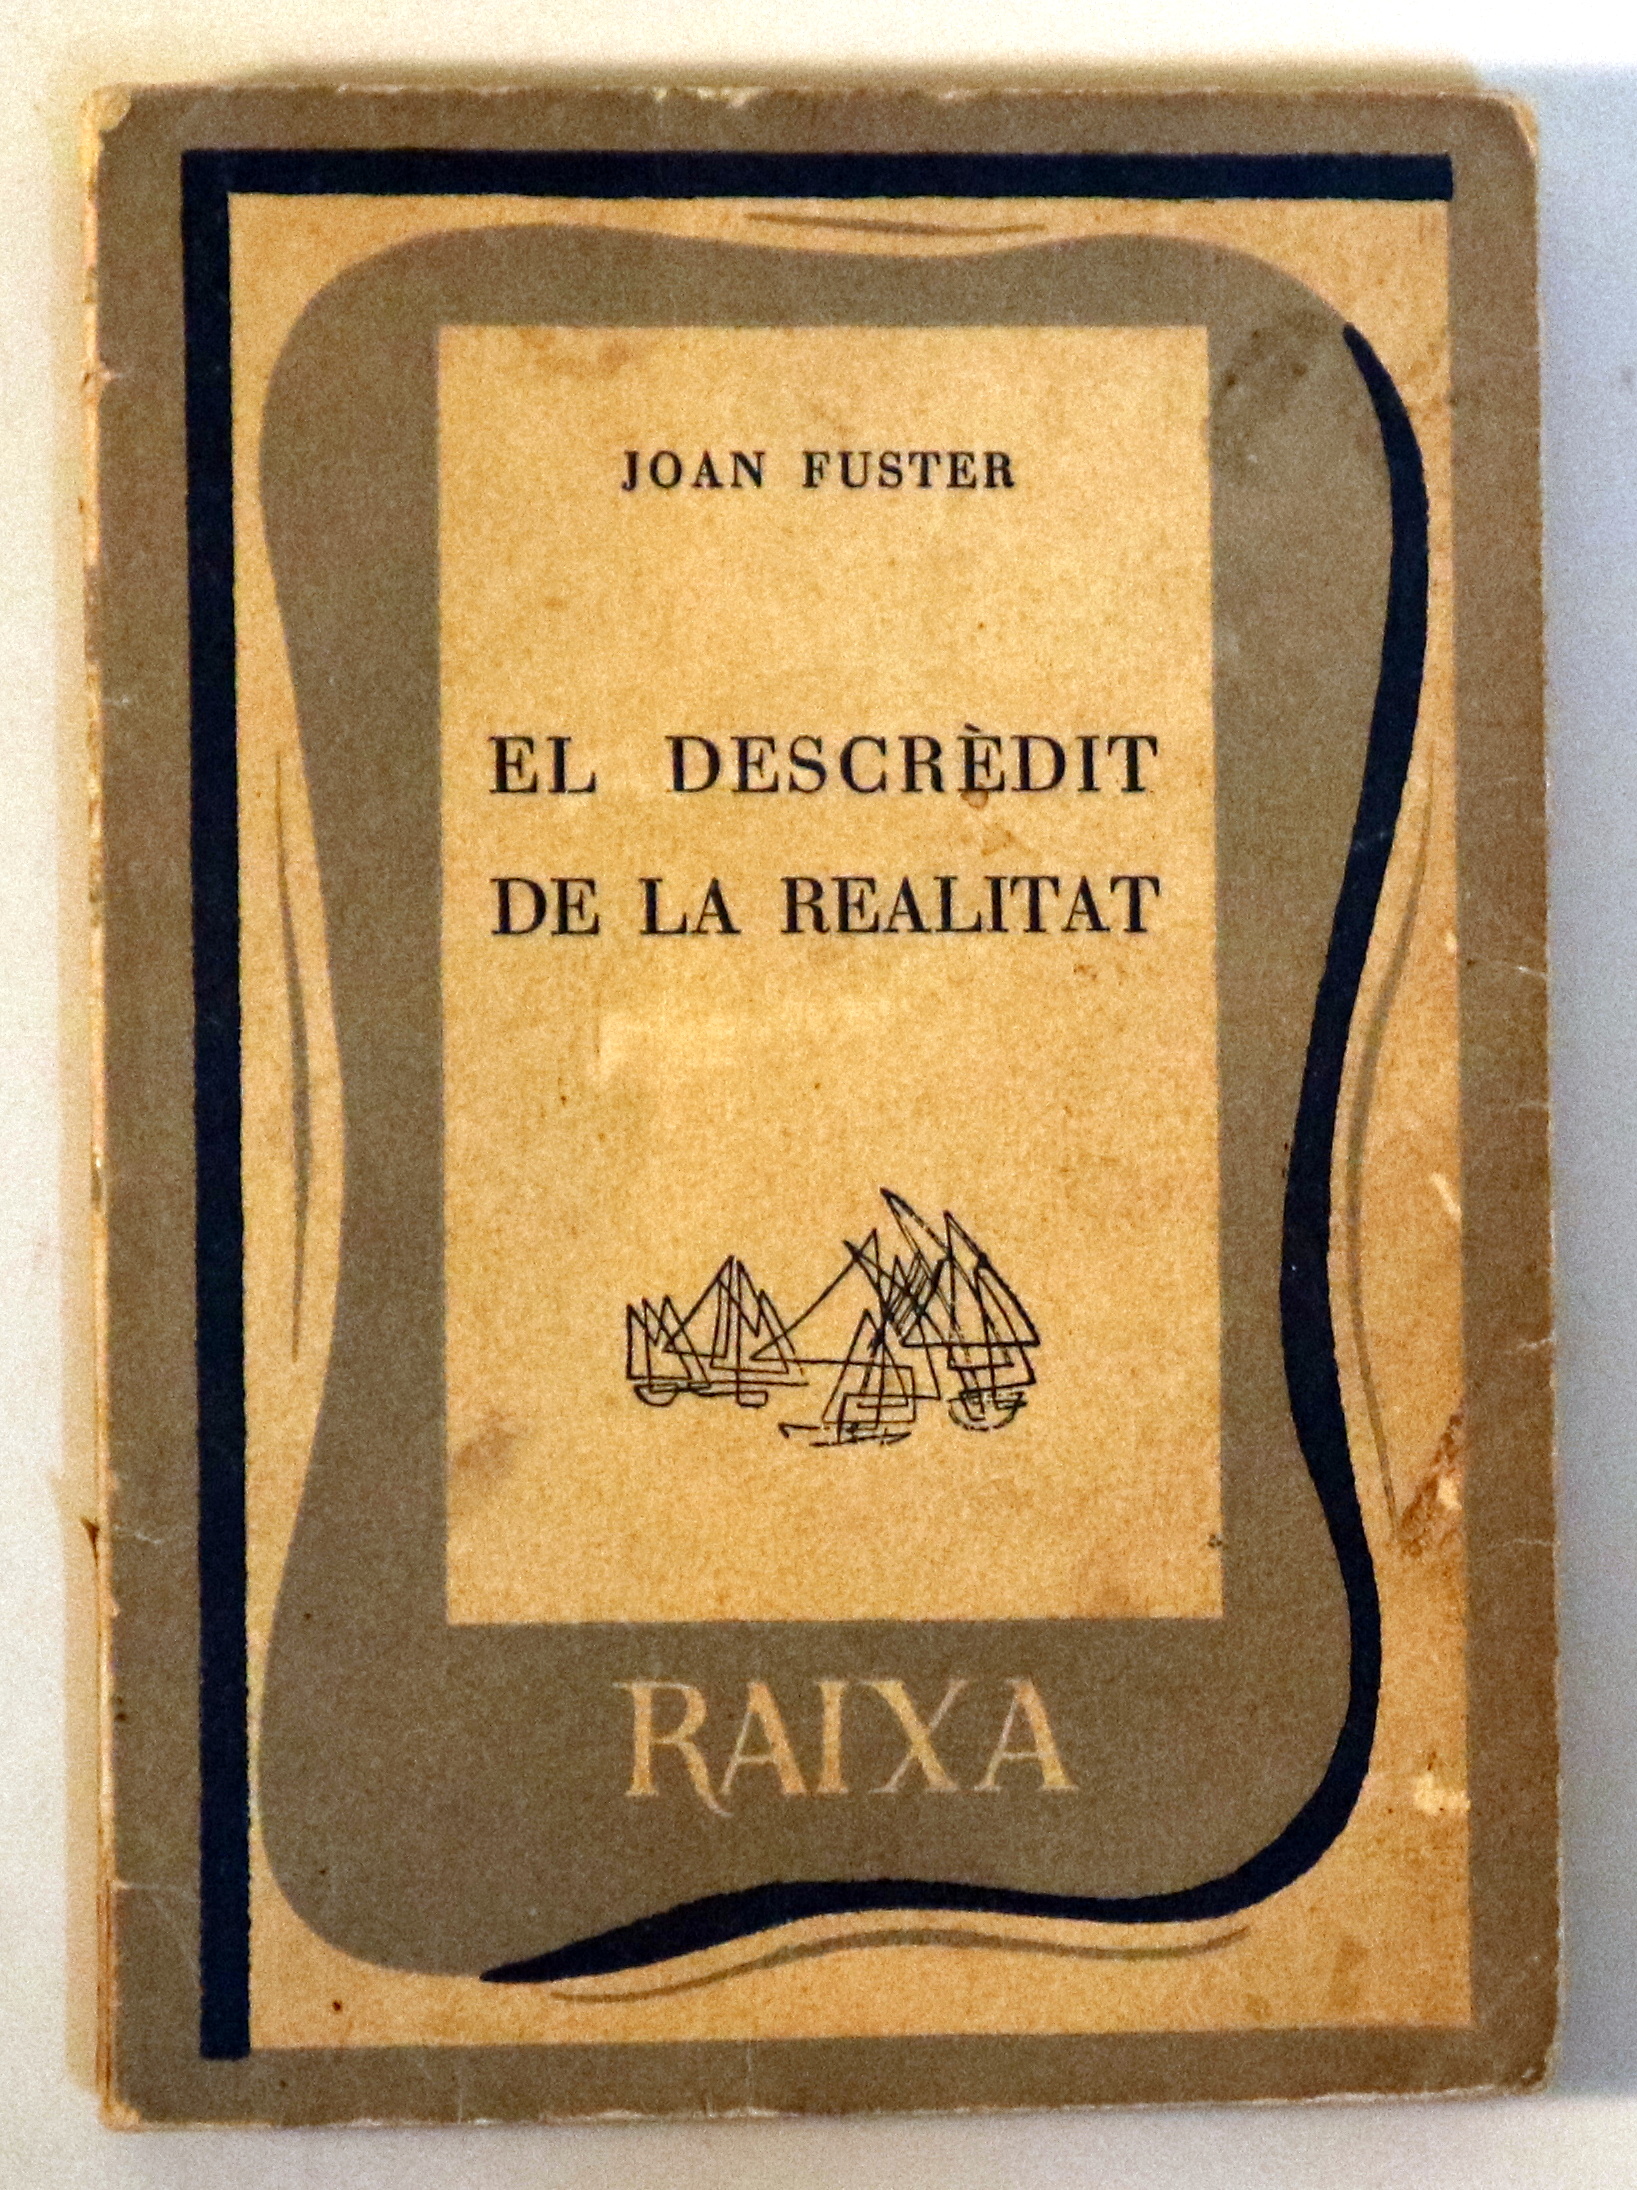 JOAN FUSTER
EL DESCRÈDIT
DE LA REALITAT
RAIXA